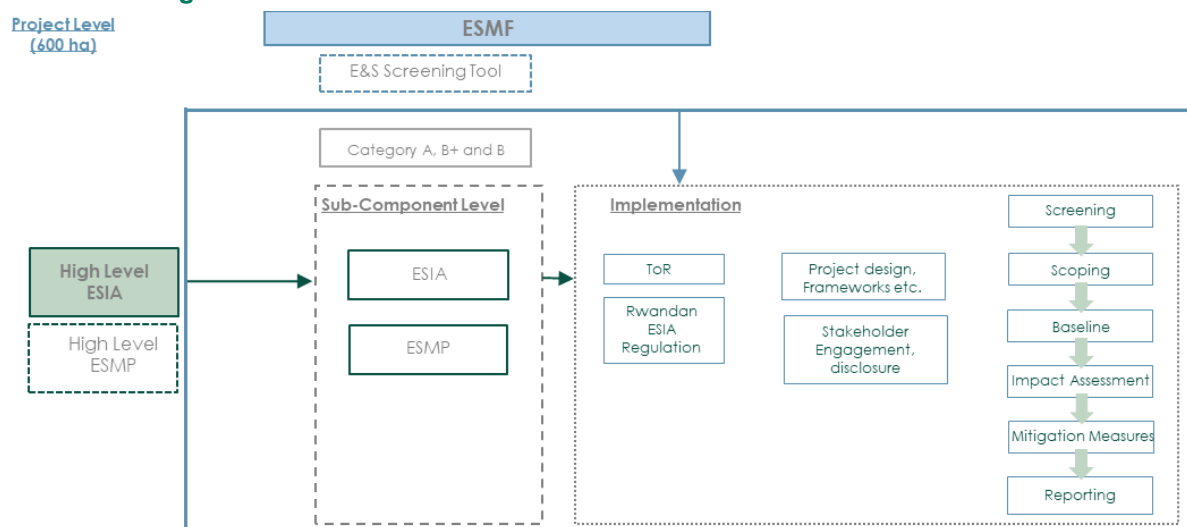 Project Level
(600 ha)
ESMF
E&S Screening Tool
Category A, B+ and B
Sub-Component Level
Implementation
High Level
ESIA
High Level
ESMP
ESIA
ESMP
ToR
Rwandan
ESIA
Regulation
Project design,
Frameworks etc.
Stakeholder
Engagement,
disclosure
Screening
Scoping
Baseline
Impact Assessment
Mitigation Measures
Reporting